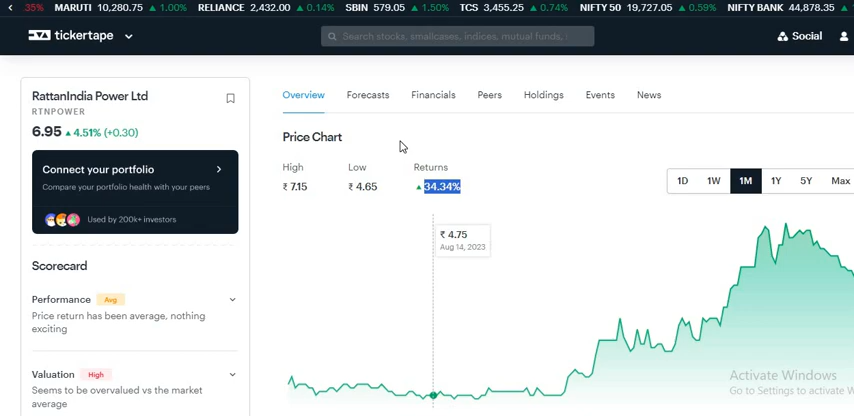 35% MARUTI 10,280.75 1.00% RELIANCE 2,432.00 0.14% SBIN 579.05 1.50% TCS 3,455.25 0.74% NIFTY 50 19,727.05 0.59% NIFTY BANK 44,878.35
tickertape Search stocks, smallcases, indices, mutual funds, Social
RattanIndia Power Ltd
RTNPOWER
6.95 4.51% (+0.30)
Connect your portfolio
Compare your portfolio health with your peers
Used by 200k+ investors
Scorecard
Performance Avg
Price return has been average, nothing
exciting
Valuation High
Seems to be overvalued vs the market
average
Overview Forecasts Financials Peers Holdings Events News
Price Chart
High Low Returns
₹ 7.15 ₹ 4.65 34.34%
1D 1W 1M 1Y 5Y Max
₹ 4.75
Aug 14, 2023
Activate Windows
Go to Settings to activate W